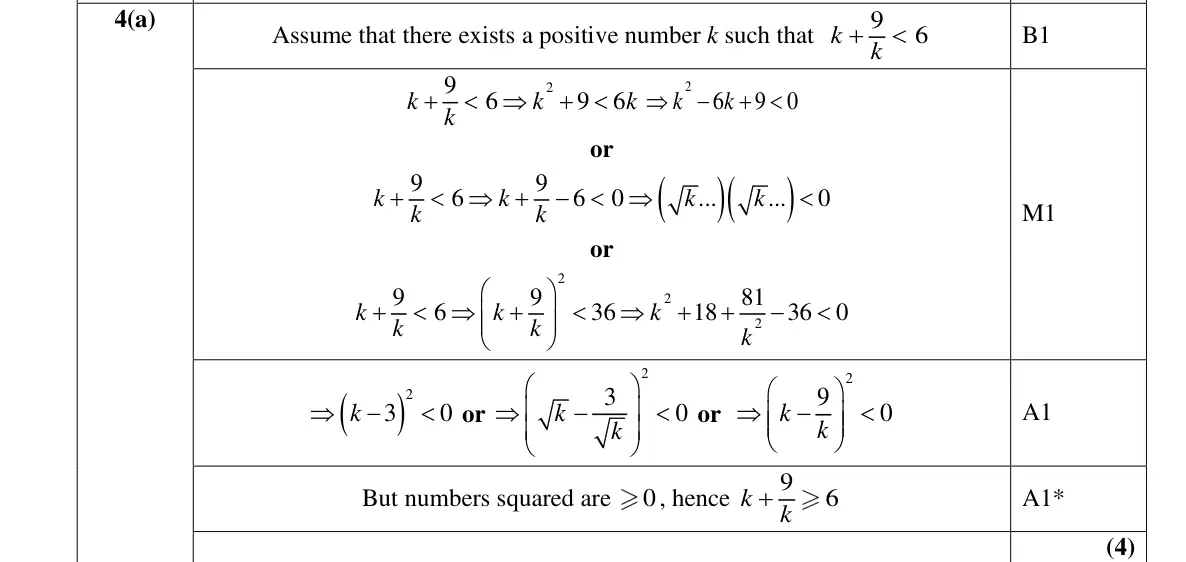 4(a)
Assume that there exists a positive number k such that k + 9/k < 6 B1
k + 9/k < 6 ⇒ k² + 9 < 6k ⇒ k² − 6k + 9 < 0
or
k + 9/k < 6 ⇒ k + 9/k − 6 < 0 ⇒ (√k...)(√k...) < 0
M1
or
k + 9/k < 6 ⇒ (k + 9/k)² < 36 ⇒ k² + 18 + 81/k² − 36 < 0
⇒ (k − 3)² < 0 or ⇒ (√k − 3/√k)² < 0 or ⇒ (k − 9/k)² < 0 A1
But numbers squared are ⩾ 0, hence k + 9/k ⩾ 6 A1*
(4)